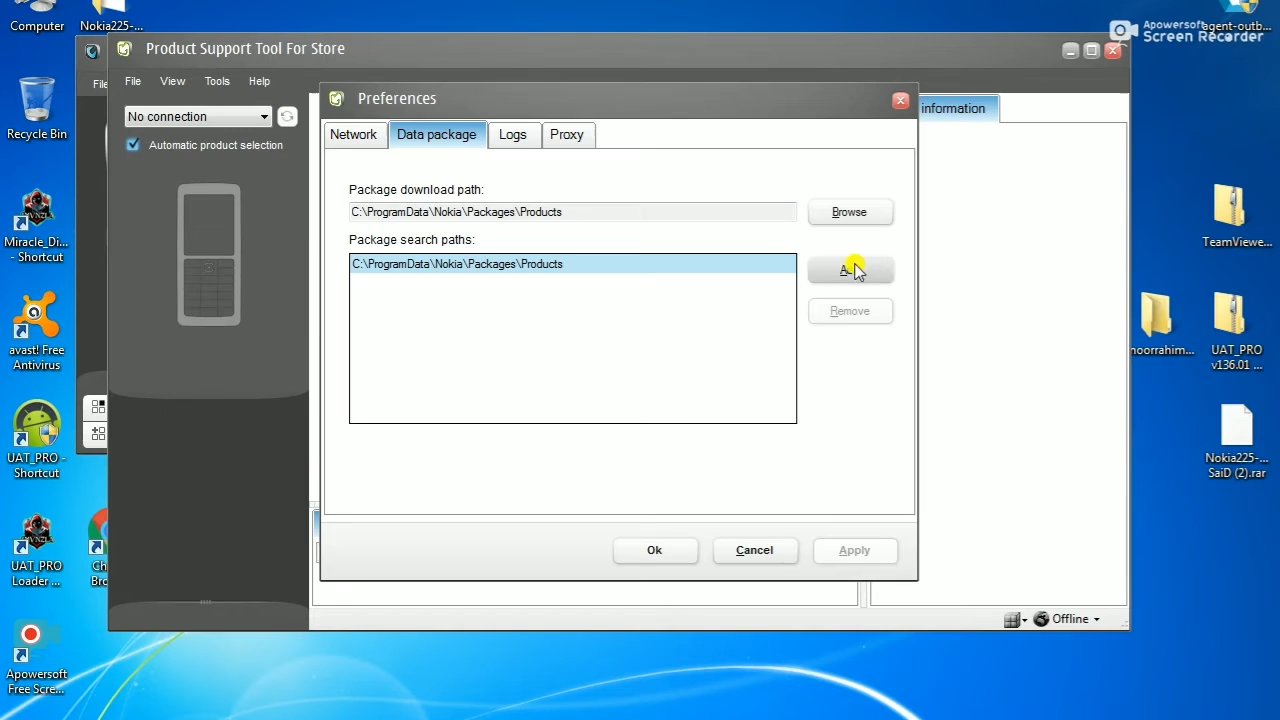 Computer
Nokia225-...
agent-outb...
Apowersoft
Screen Recorder
Product Support Tool For Store
File
File View Tools Help
No connection
Automatic product selection
Preferences
Network Data package Logs Proxy
information
Package download path:
C:\ProgramData\Nokia\Packages\Products
Browse
Package search paths:
C:\ProgramData\Nokia\Packages\Products
Remove
Ok Cancel Apply
Offline
Recycle Bin
Miracle_Di...
- Shortcut
avast! Free
Antivirus
UAT_PRO -
Shortcut
UAT_PRO
Loader ...
Apowersoft
Free Scre...
TeamViewe...
UAT_PRO
v136.01 ...
Nokia225-...
SaiD (2).rar